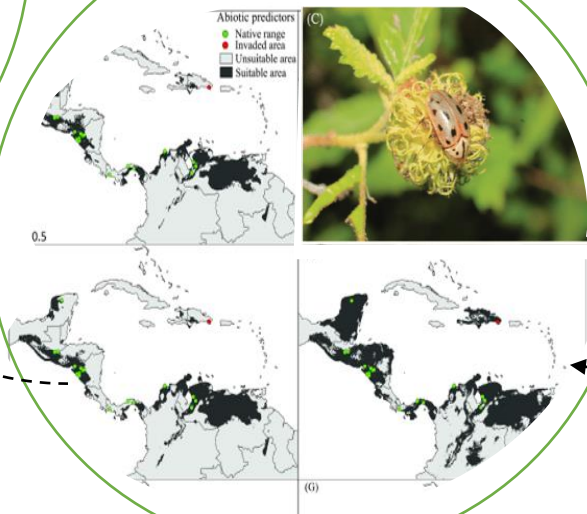 Abiotic predictors
Native range
Invaded area
Unsuitable area
Suitable area
(C)
0.5
(G)